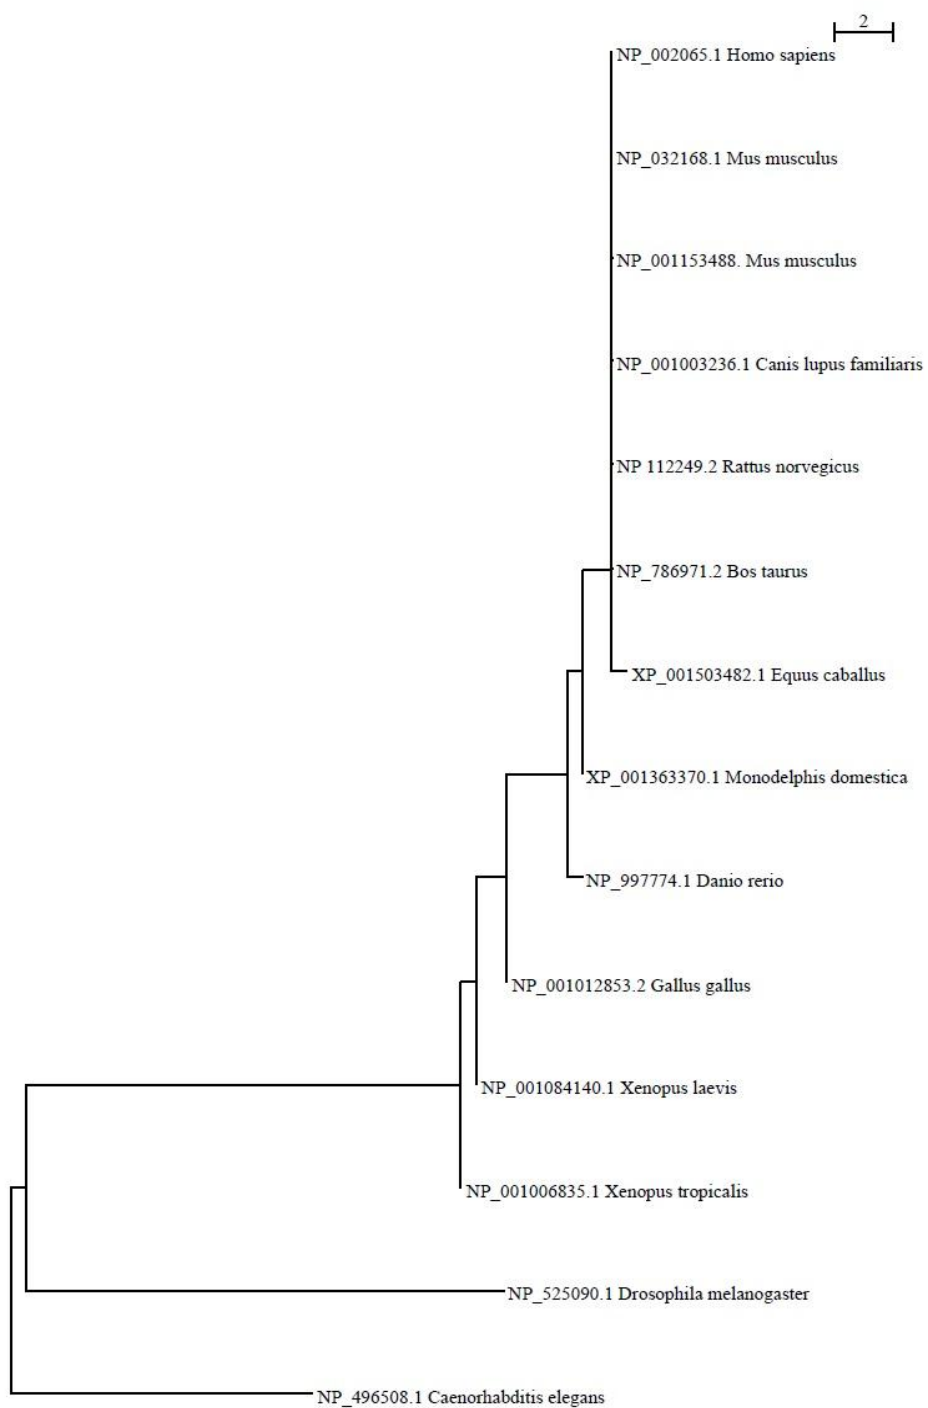 2
NP_002065.1 Homo sapiens
NP_032168.1 Mus musculus
NP_001153488. Mus musculus
NP_001003236.1 Canis lupus familiaris
NP 112249.2 Rattus norvegicus
NP_786971.2 Bos taurus
XP_001503482.1 Equus caballus
XP_001363370.1 Monodelphis domestica
NP_997774.1 Danio rerio
NP_001012853.2 Gallus gallus
NP_001084140.1 Xenopus laevis
NP_001006835.1 Xenopus tropicalis
NP_525090.1 Drosophila melanogaster
NP_496508.1 Caenorhabditis elegans